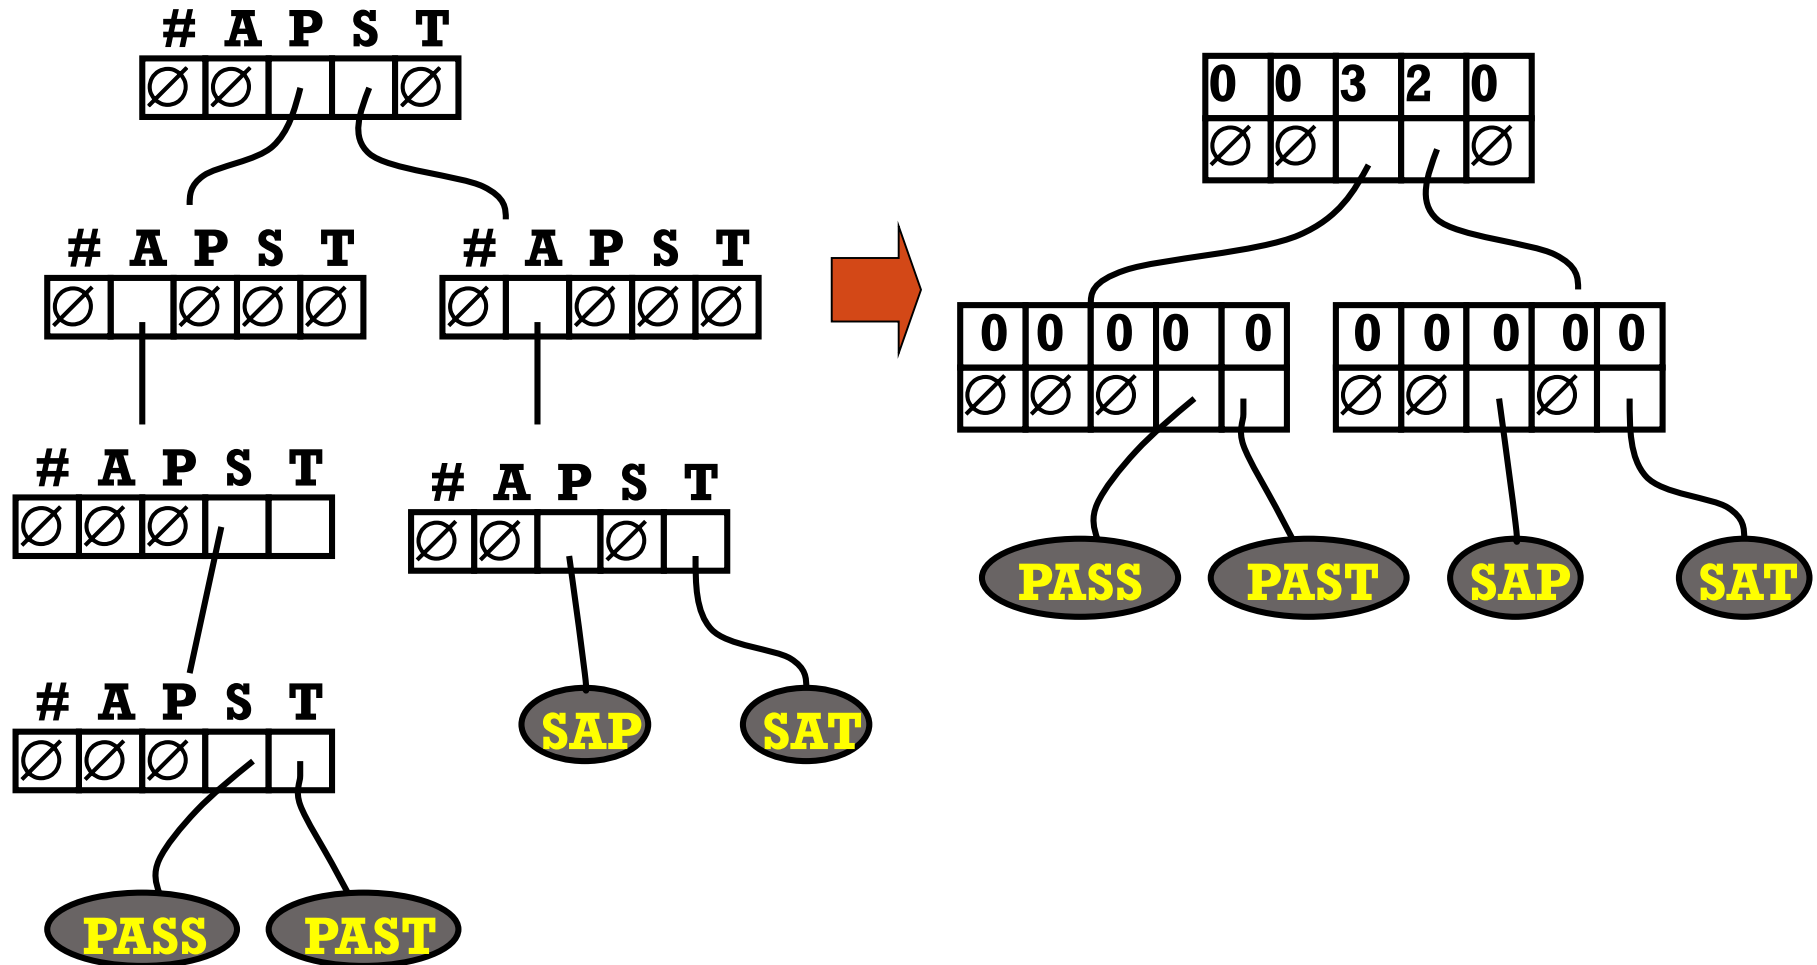 # A P S T
∅ ∅ ∅
# A P S T
∅ ∅ ∅ ∅
# A P S T
∅ ∅ ∅ ∅
# A P S T
∅ ∅ ∅
# A P S T
∅ ∅ ∅
SAP SAT
# A P S T
∅ ∅ ∅
PASS PAST
0 0 3 2 0
∅ ∅ ∅
0 0 0 0 0
∅ ∅ ∅
0 0 0 0 0
∅ ∅ ∅
PASS PAST SAP SAT